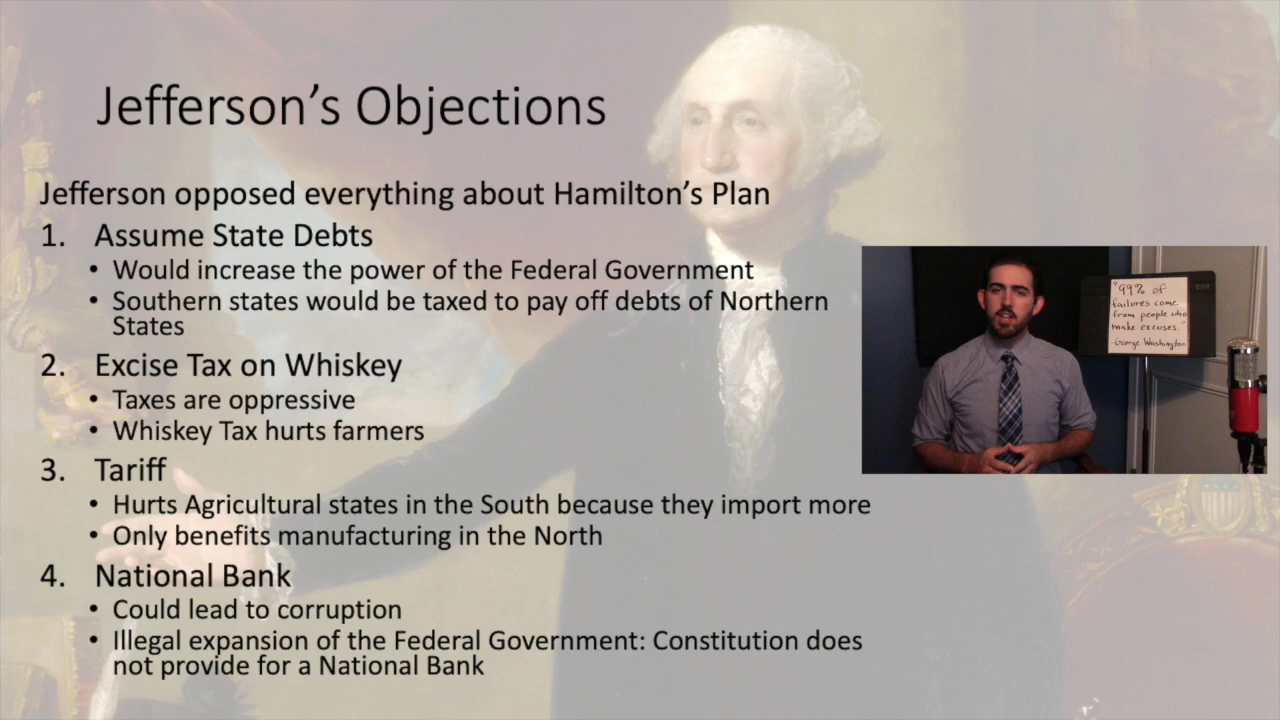 Jefferson's Objections
Jefferson opposed everything about Hamilton's Plan
1. Assume State Debts
• Would increase the power of the Federal Government
• Southern states would be taxed to pay off debts of Northern
States
2. Excise Tax on Whiskey
• Taxes are oppressive
• Whiskey Tax hurts farmers
3. Tariff
• Hurts Agricultural states in the South because they import more
• Only benefits manufacturing in the North
4. National Bank
• Could lead to corruption
• Illegal expansion of the Federal Government: Constitution does
not provide for a National Bank
"99% of
failures come
from people who
make excuses."
-George Washington